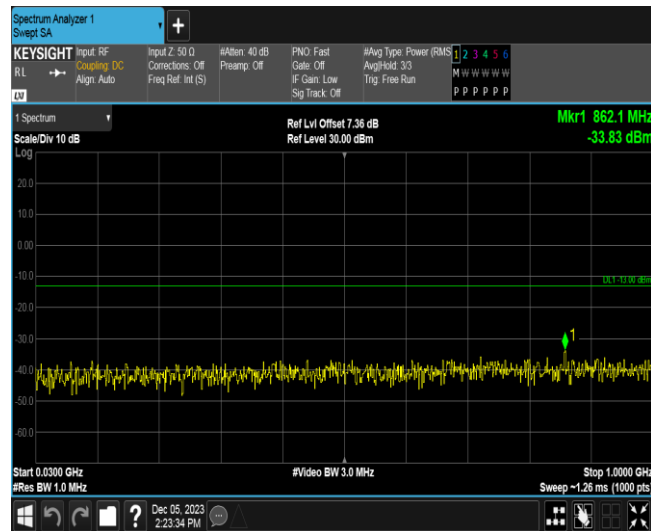 Spectrum Analyzer 1
Swept SA
+
KEYSIGHT
RL
LXI
Input: RF
Coupling: DC
Align: Auto
Input Z: 50 Ω
Corrections: Off
Freq Ref: Int (S)
#Atten: 40 dB
Preamp: Off
PNO: Fast
Gate: Off
IF Gain: Low
Sig Track: Off
#Avg Type: Power (RMS
Avg|Hold: 3/3
Trig: Free Run
1 2 3 4 5 6
M W W W W W
P P P P P P
1 Spectrum
Scale/Div 10 dB
Log
Ref Lvl Offset 7.36 dB
Ref Level 30.00 dBm
Mkr1 862.1 MHz
-33.83 dBm
20.0
10.0
0.00
-10.0
DL1 -13.00 dBm
-20.0
-30.0
1
-40.0
-50.0
-60.0
Start 0.0300 GHz
#Res BW 1.0 MHz
#Video BW 3.0 MHz
Stop 1.0000 GHz
Sweep ~1.26 ms (1000 pts)
?
Dec 05, 2023
2:23:34 PM